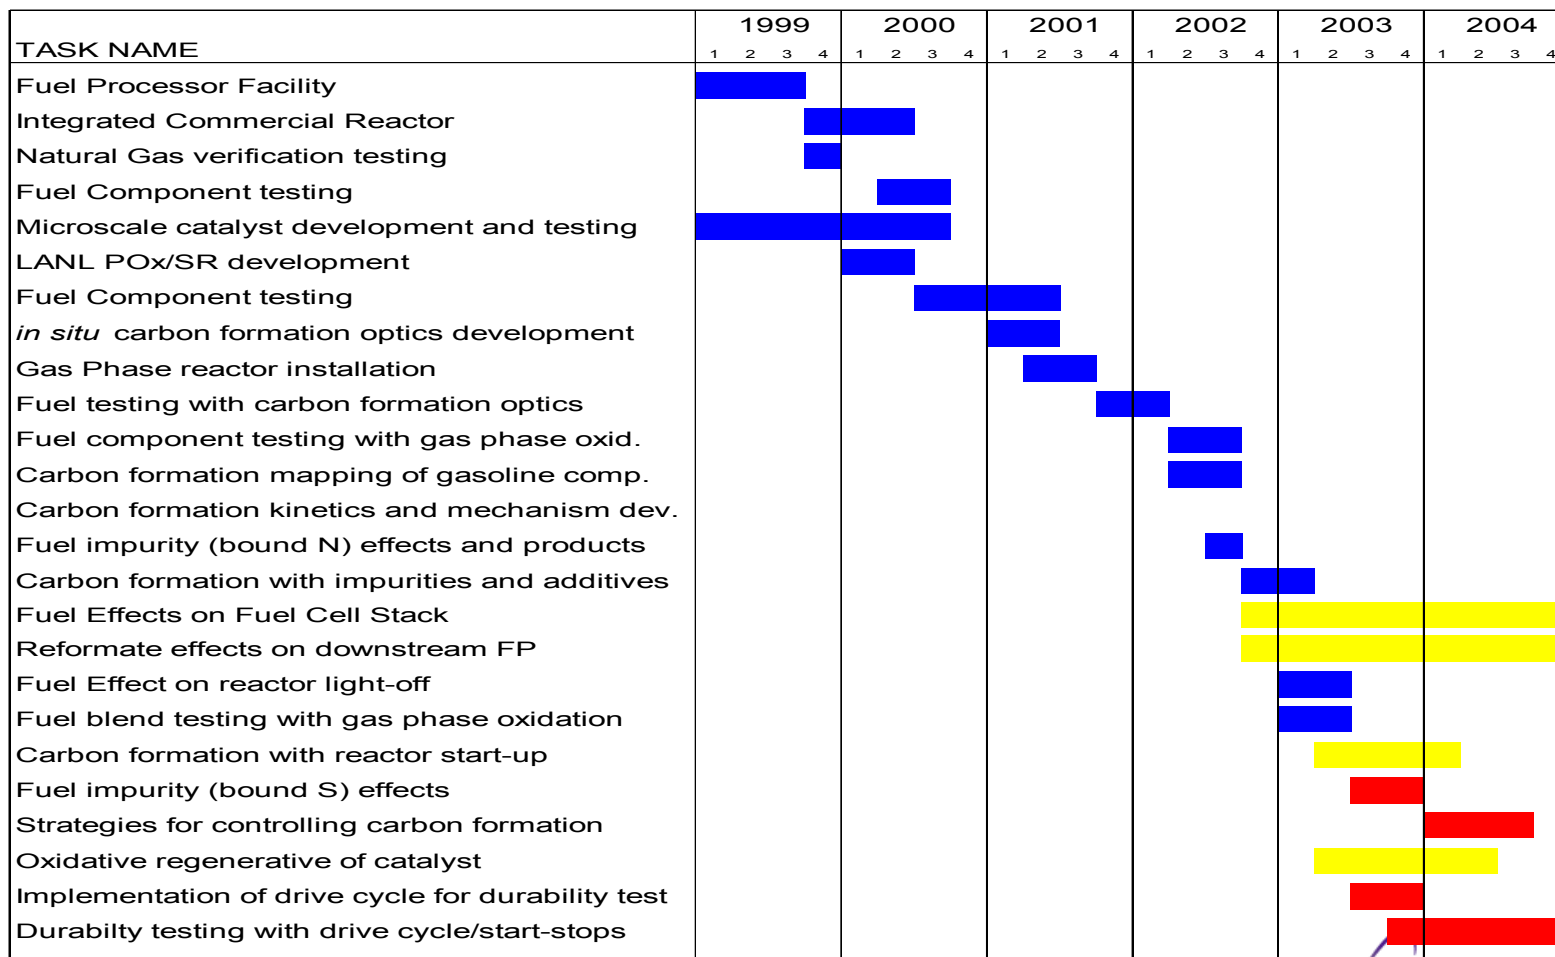 1999 2000 2001 2002 2003 2004
TASK NAME 1 2 3 4 1 2 3 4 1 2 3 4 1 2 3 4 1 2 3 4 1 2 3 4
Fuel Processor Facility
Integrated Commercial Reactor
Natural Gas verification testing
Fuel Component testing
Microscale catalyst development and testing
LANL POx/SR development
Fuel Component testing
in situ carbon formation optics development
Gas Phase reactor installation
Fuel testing with carbon formation optics
Fuel component testing with gas phase oxid.
Carbon formation mapping of gasoline comp.
Carbon formation kinetics and mechanism dev.
Fuel impurity (bound N) effects and products
Carbon formation with impurities and additives
Fuel Effects on Fuel Cell Stack
Reformate effects on downstream FP
Fuel Effect on reactor light-off
Fuel blend testing with gas phase oxidation
Carbon formation with reactor start-up
Fuel impurity (bound S) effects
Strategies for controlling carbon formation
Oxidative regenerative of catalyst
Implementation of drive cycle for durability test
Durabilty testing with drive cycle/start-stops